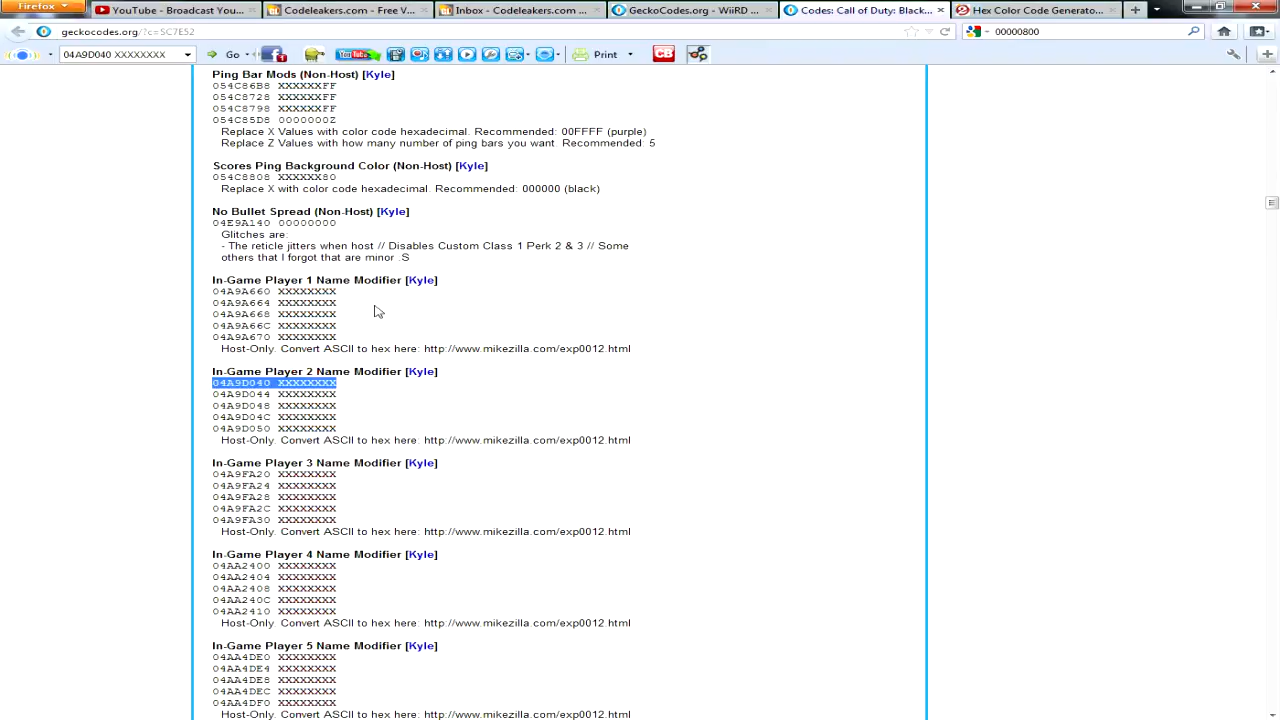 Firefox
YouTube - Broadcast You...
Codeleakers.com - Free V...
Inbox - Codeleakers.com ...
GeckoCodes.org - WiiRD ...
Codes: Call of Duty: Black...
Hex Color Code Generato...
geckocodes.org/?c=SC7E52
00000800
04A9D040 XXXXXXXX
Go
Print
Ping Bar Mods (Non-Host) [Kyle]
054C86B8 XXXXXXFF
054C8728 XXXXXXFF
054C8798 XXXXXXFF
054C85D8 0000000Z
Replace X Values with color code hexadecimal. Recommended: 00FFFF (purple)
Replace Z Values with how many number of ping bars you want. Recommended: 5
Scores Ping Background Color (Non-Host) [Kyle]
054C8808 XXXXXX80
Replace X with color code hexadecimal. Recommended: 000000 (black)
No Bullet Spread (Non-Host) [Kyle]
04E9A140 00000000
Glitches are:
- The reticle jitters when host // Disables Custom Class 1 Perk 2 & 3 // Some
others that I forgot that are minor :S
In-Game Player 1 Name Modifier [Kyle]
04A9A660 XXXXXXXX
04A9A664 XXXXXXXX
04A9A668 XXXXXXXX
04A9A66C XXXXXXXX
04A9A670 XXXXXXXX
Host-Only. Convert ASCII to hex here: http://www.mikezilla.com/exp0012.html
In-Game Player 2 Name Modifier [Kyle]
04A9D040 XXXXXXXX
04A9D044 XXXXXXXX
04A9D048 XXXXXXXX
04A9D04C XXXXXXXX
04A9D050 XXXXXXXX
Host-Only. Convert ASCII to hex here: http://www.mikezilla.com/exp0012.html
In-Game Player 3 Name Modifier [Kyle]
04A9FA20 XXXXXXXX
04A9FA24 XXXXXXXX
04A9FA28 XXXXXXXX
04A9FA2C XXXXXXXX
04A9FA30 XXXXXXXX
Host-Only. Convert ASCII to hex here: http://www.mikezilla.com/exp0012.html
In-Game Player 4 Name Modifier [Kyle]
04AA2400 XXXXXXXX
04AA2404 XXXXXXXX
04AA2408 XXXXXXXX
04AA240C XXXXXXXX
04AA2410 XXXXXXXX
Host-Only. Convert ASCII to hex here: http://www.mikezilla.com/exp0012.html
In-Game Player 5 Name Modifier [Kyle]
04AA4DE0 XXXXXXXX
04AA4DE4 XXXXXXXX
04AA4DE8 XXXXXXXX
04AA4DEC XXXXXXXX
04AA4DF0 XXXXXXXX
Host-Only. Convert ASCII to hex here: http://www.mikezilla.com/exp0012.html